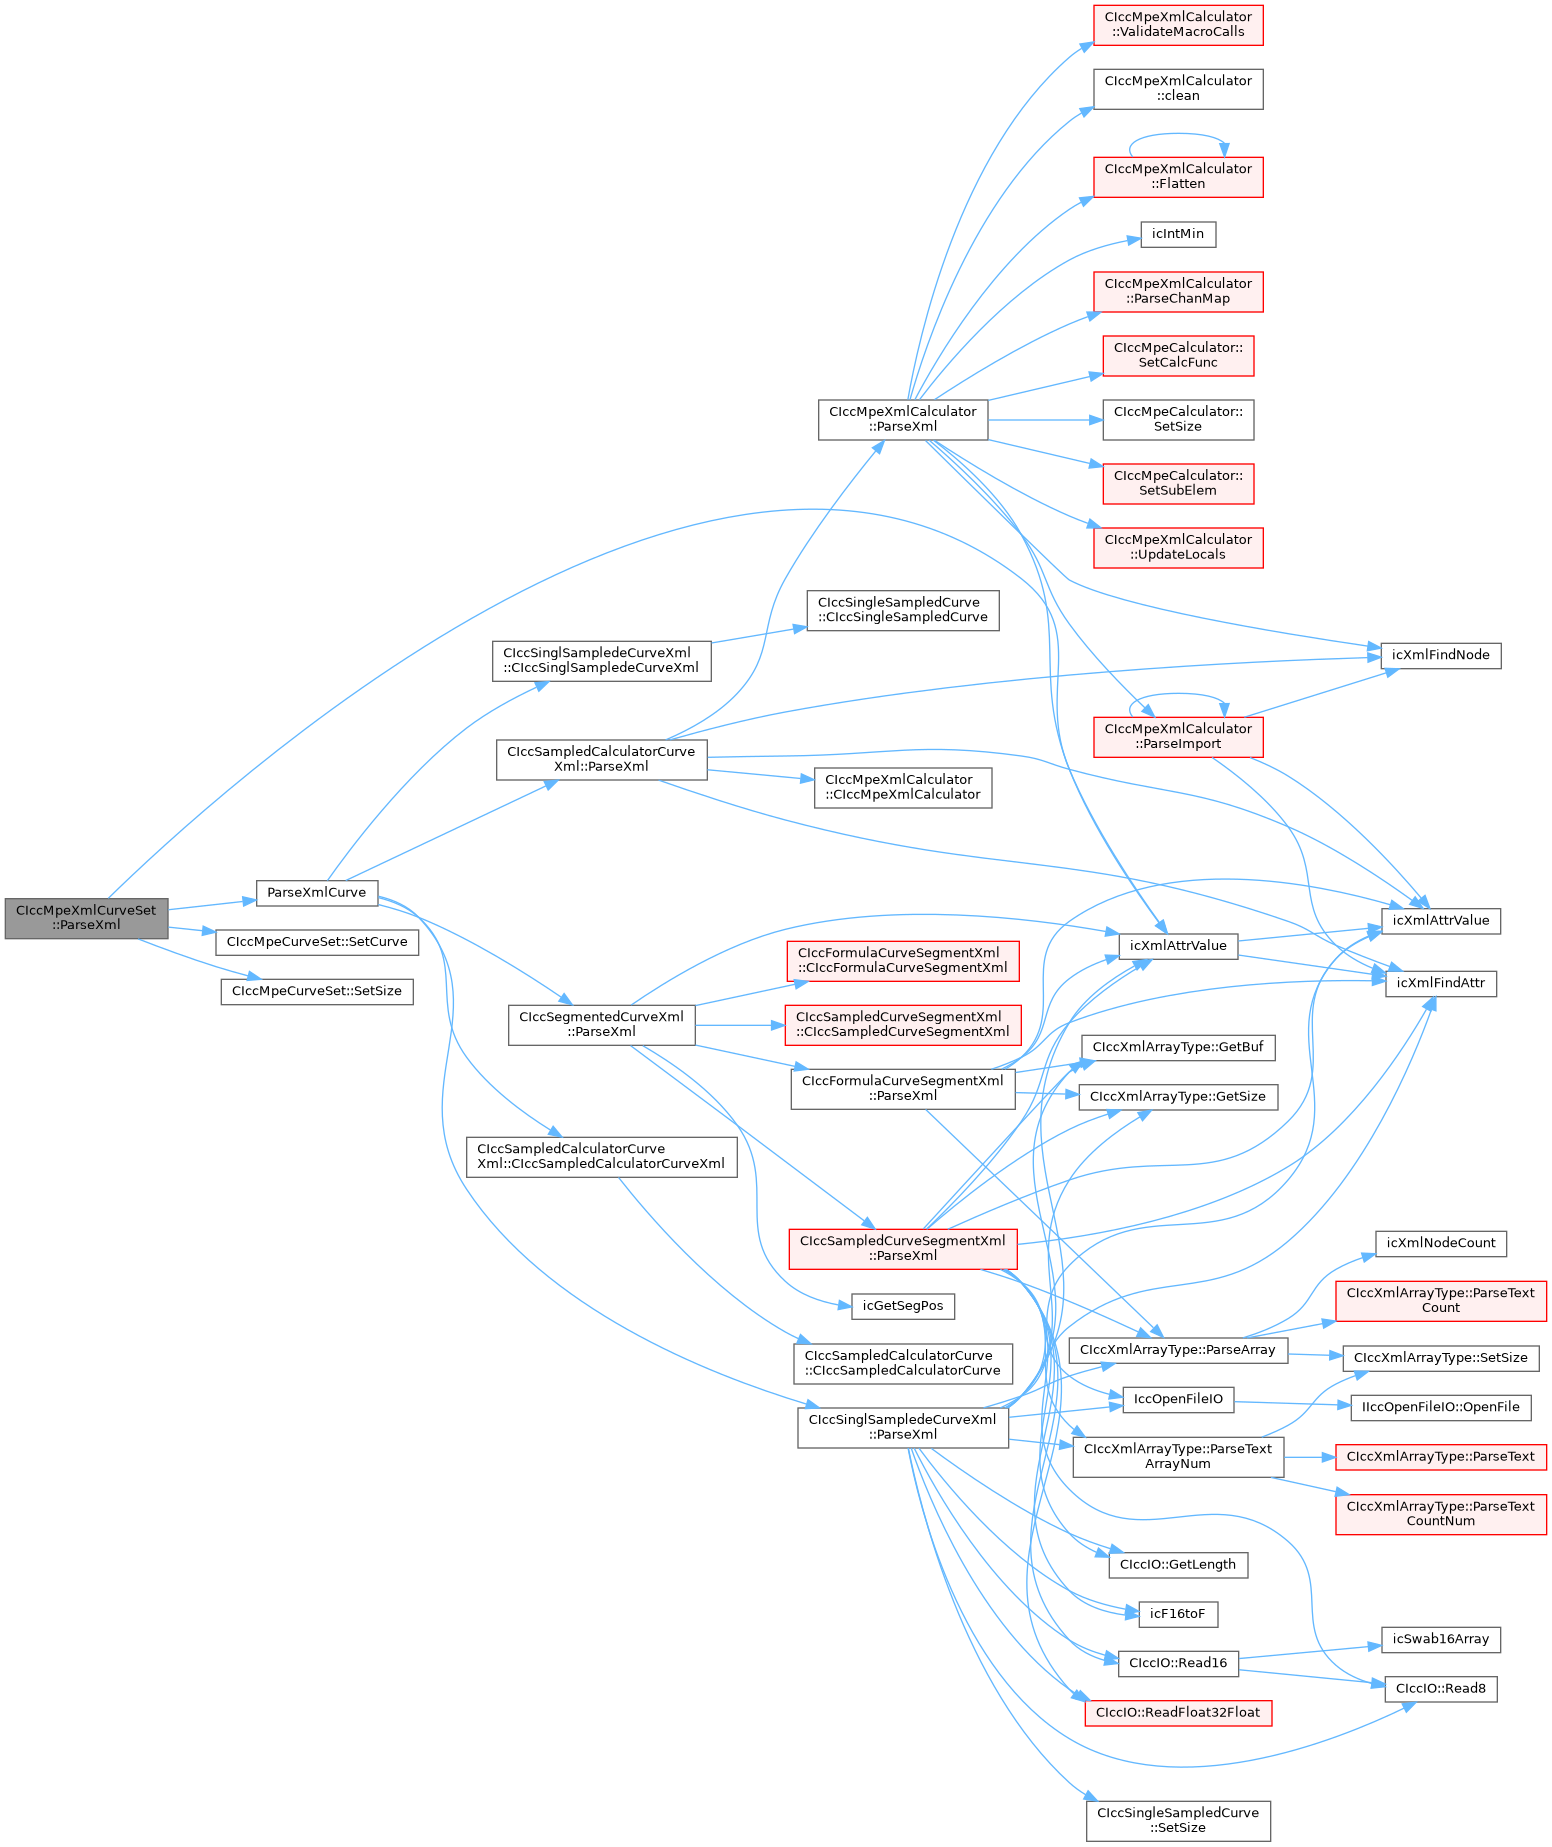 CIccMpeXmlCalculator
::ValidateMacroCalls
CIccMpeXmlCalculator
::clean
CIccMpeXmlCalculator
::Flatten
icIntMin
CIccMpeXmlCalculator
::ParseChanMap
CIccMpeCalculator::
SetCalcFunc
CIccMpeXmlCalculator
::ParseXml
CIccMpeCalculator::
SetSize
CIccMpeCalculator::
SetSubElem
CIccMpeXmlCalculator
::UpdateLocals
CIccSingleSampledCurve
::CIccSingleSampledCurve
CIccSinglSampledeCurveXml
::CIccSinglSampledeCurveXml
icXmlFindNode
CIccMpeXmlCalculator
::ParseImport
CIccSampledCalculatorCurve
Xml::ParseXml
CIccMpeXmlCalculator
::CIccMpeXmlCalculator
ParseXmlCurve
CIccMpeXmlCurveSet
::ParseXml
CIccMpeCurveSet::SetCurve
CIccMpeCurveSet::SetSize
icXmlAttrValue
icXmlAttrValue
CIccFormulaCurveSegmentXml
::CIccFormulaCurveSegmentXml
icXmlFindAttr
CIccSegmentedCurveXml
::ParseXml
CIccSampledCurveSegmentXml
::CIccSampledCurveSegmentXml
CIccXmlArrayType::GetBuf
CIccFormulaCurveSegmentXml
::ParseXml
CIccXmlArrayType::GetSize
CIccSampledCalculatorCurve
Xml::CIccSampledCalculatorCurveXml
CIccSampledCurveSegmentXml
::ParseXml
icXmlNodeCount
icGetSegPos
CIccXmlArrayType::ParseText
Count
CIccSampledCalculatorCurve
::CIccSampledCalculatorCurve
CIccXmlArrayType::ParseArray
CIccXmlArrayType::SetSize
IccOpenFileIO
IIccOpenFileIO::OpenFile
CIccSinglSampledeCurveXml
::ParseXml
CIccXmlArrayType::ParseText
ArrayNum
CIccXmlArrayType::ParseText
CIccXmlArrayType::ParseText
CountNum
CIccIO::GetLength
icF16toF
CIccIO::Read16
icSwab16Array
CIccIO::Read8
CIccIO::ReadFloat32Float
CIccSingleSampledCurve
::SetSize